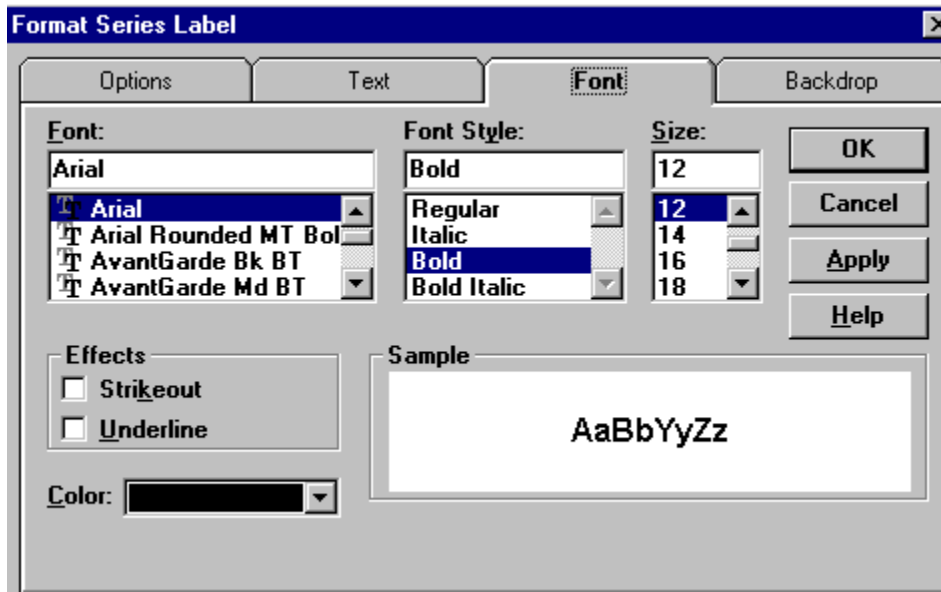 Format Series Label
Options Text Font Backdrop
Font: Font Style: Size:
Arial Bold 12 OK
Arial Regular 12 Cancel
Arial Rounded MT Bol Italic 14
AvantGarde Bk BT Bold 16 Apply
AvantGarde Md BT Bold Italic 18
Help
Effects Sample
Strikeout
Underline AaBbYyZz
Color: